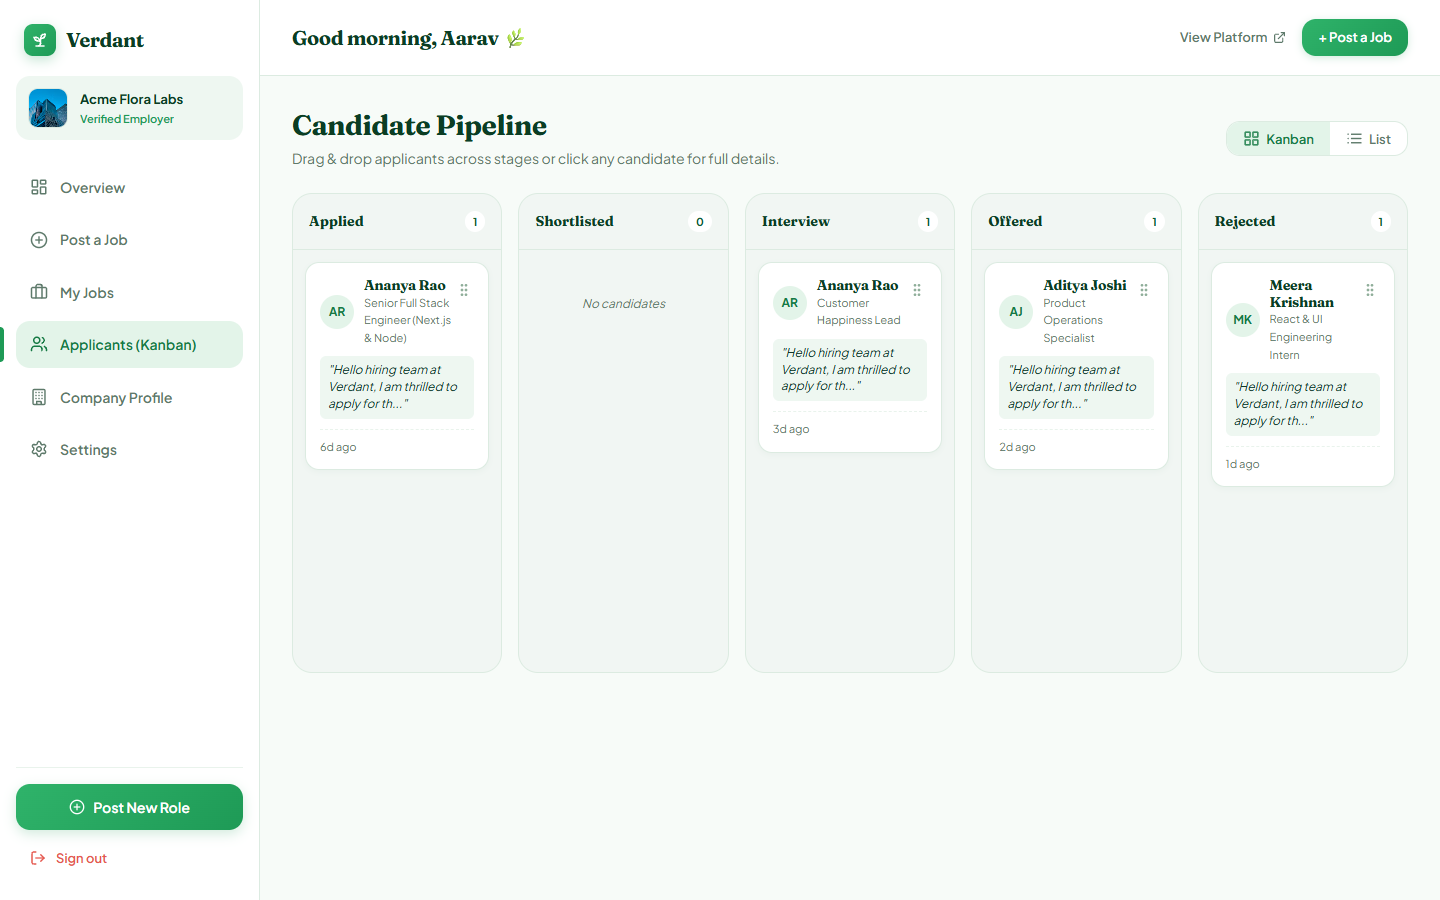 Verdant
Acme Flora Labs
Verified Employer
Overview
Post a Job
My Jobs
Applicants (Kanban)
Company Profile
Settings
Post New Role
Sign out
Good morning, Aarav
View Platform
+ Post a Job
Candidate Pipeline
Drag & drop applicants across stages or click any candidate for full details.
Kanban
List
Applied
1
AR
Ananya Rao
Senior Full Stack
Engineer (Next.js
& Node)
"Hello hiring team at
Verdant, I am thrilled to
apply for th..."
6d ago
Shortlisted
0
No candidates
Interview
1
AR
Ananya Rao
Customer
Happiness Lead
"Hello hiring team at
Verdant, I am thrilled to
apply for th..."
3d ago
Offered
1
AJ
Aditya Joshi
Product
Operations
Specialist
"Hello hiring team at
Verdant, I am thrilled to
apply for th..."
2d ago
Rejected
1
MK
Meera
Krishnan
React & UI
Engineering
Intern
"Hello hiring team at
Verdant, I am thrilled to
apply for th..."
1d ago